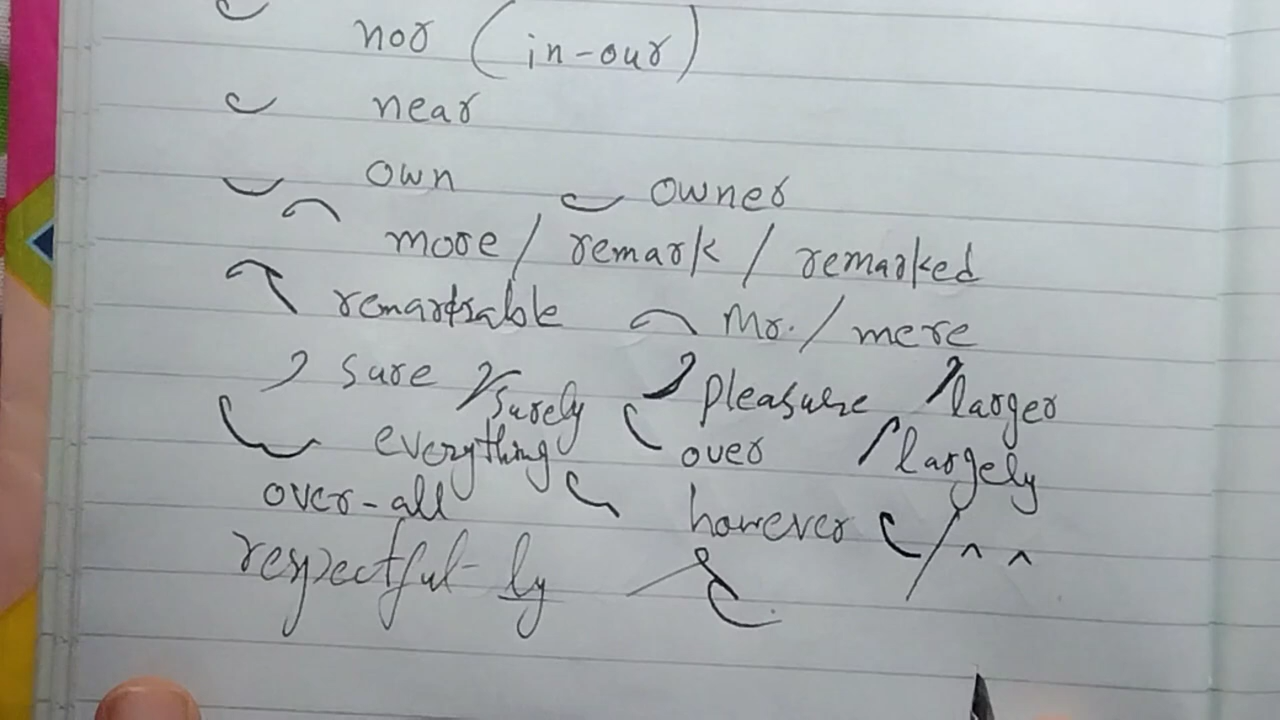 nor (in-our)
near
own owner
more / remark / remarked
remarkable Mr. / mere
sure surely pleasure larger
everything over largely
over-all however
respectful-ly